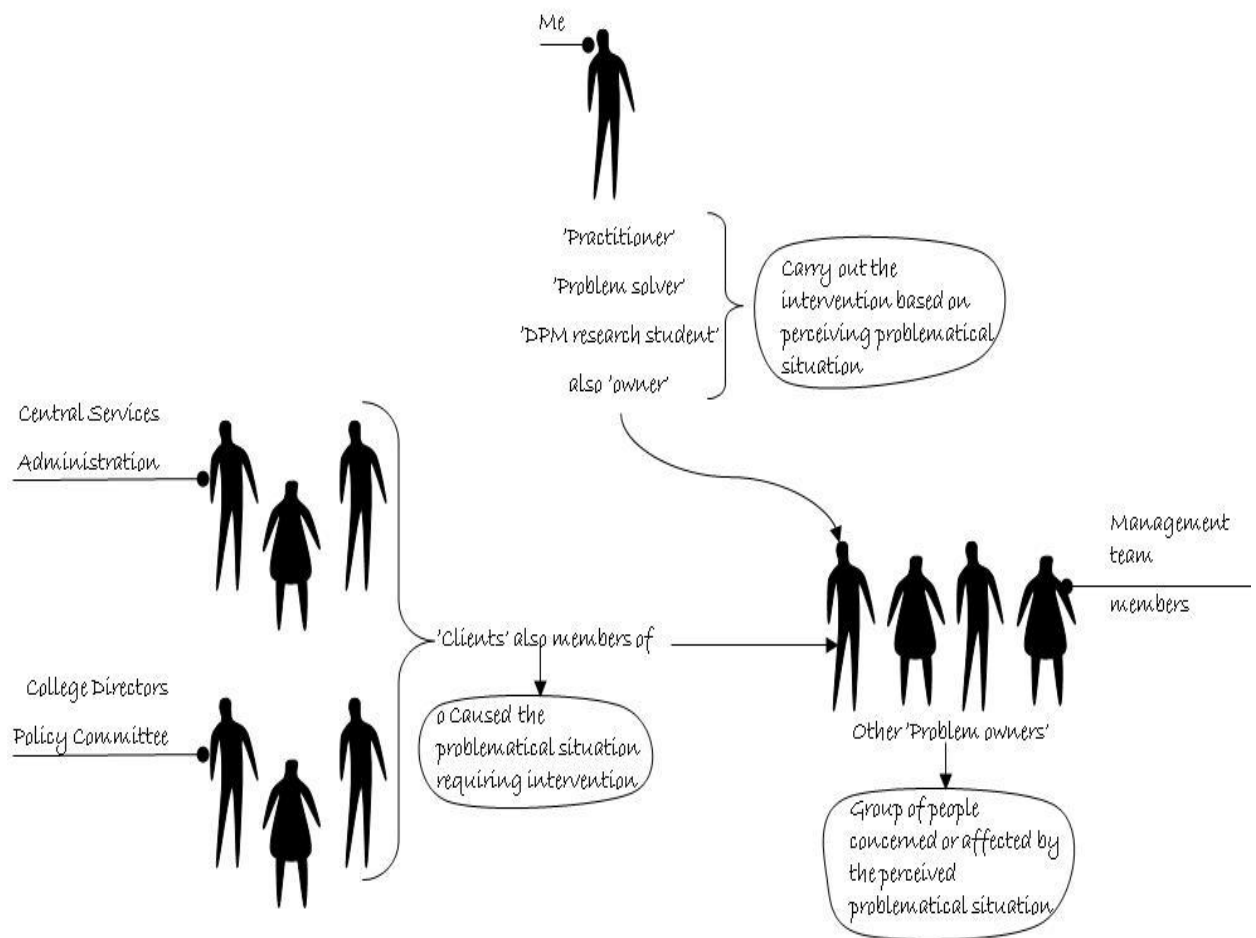 Me
'Practitioner'
'Problem solver'
'DPM research student'
also 'owner'
Carry out the
intervention based on
perceiving problematical
situation
Central Services
Administration
College Directors
Policy Committee
'Clients' also members of
o Caused the
problematical situation
requiring intervention
Management
team
members
Other 'Problem owners'
Group of people
concerned or affected by
the perceived
problematical situation